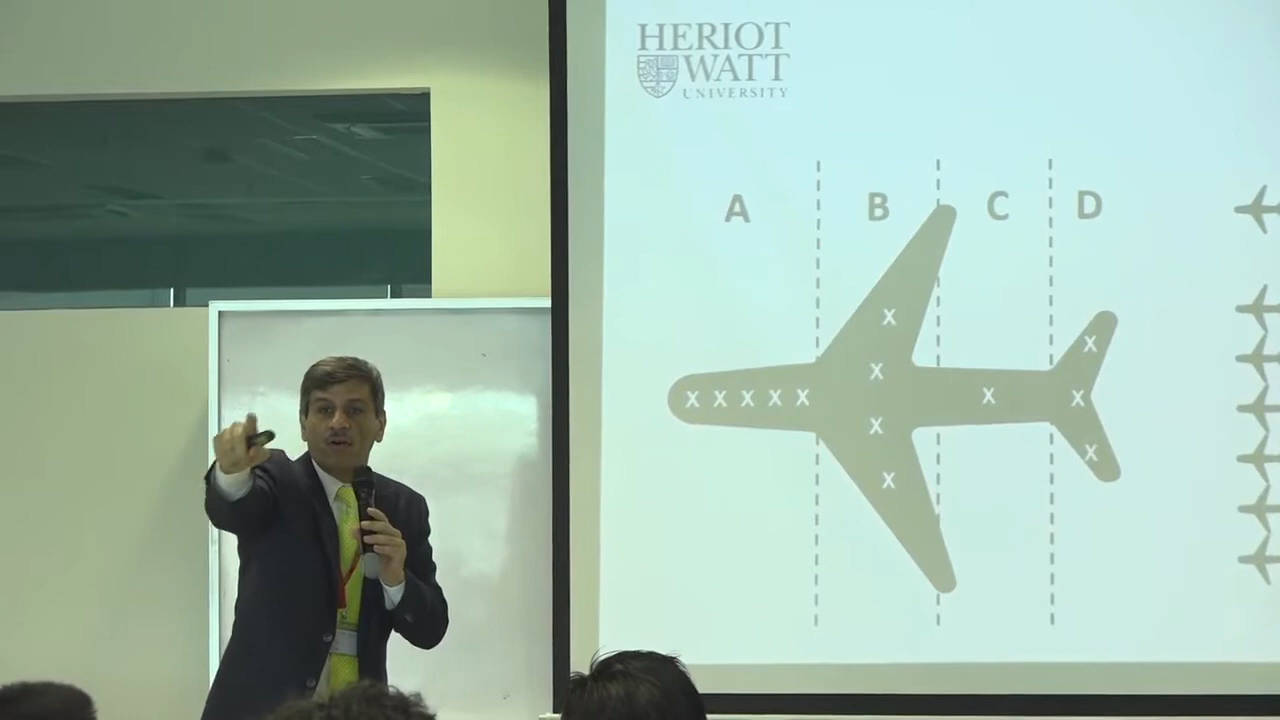 HERIOT
WATT
UNIVERSITY
A B C D
X X
X
X X X X X X X
X
X X